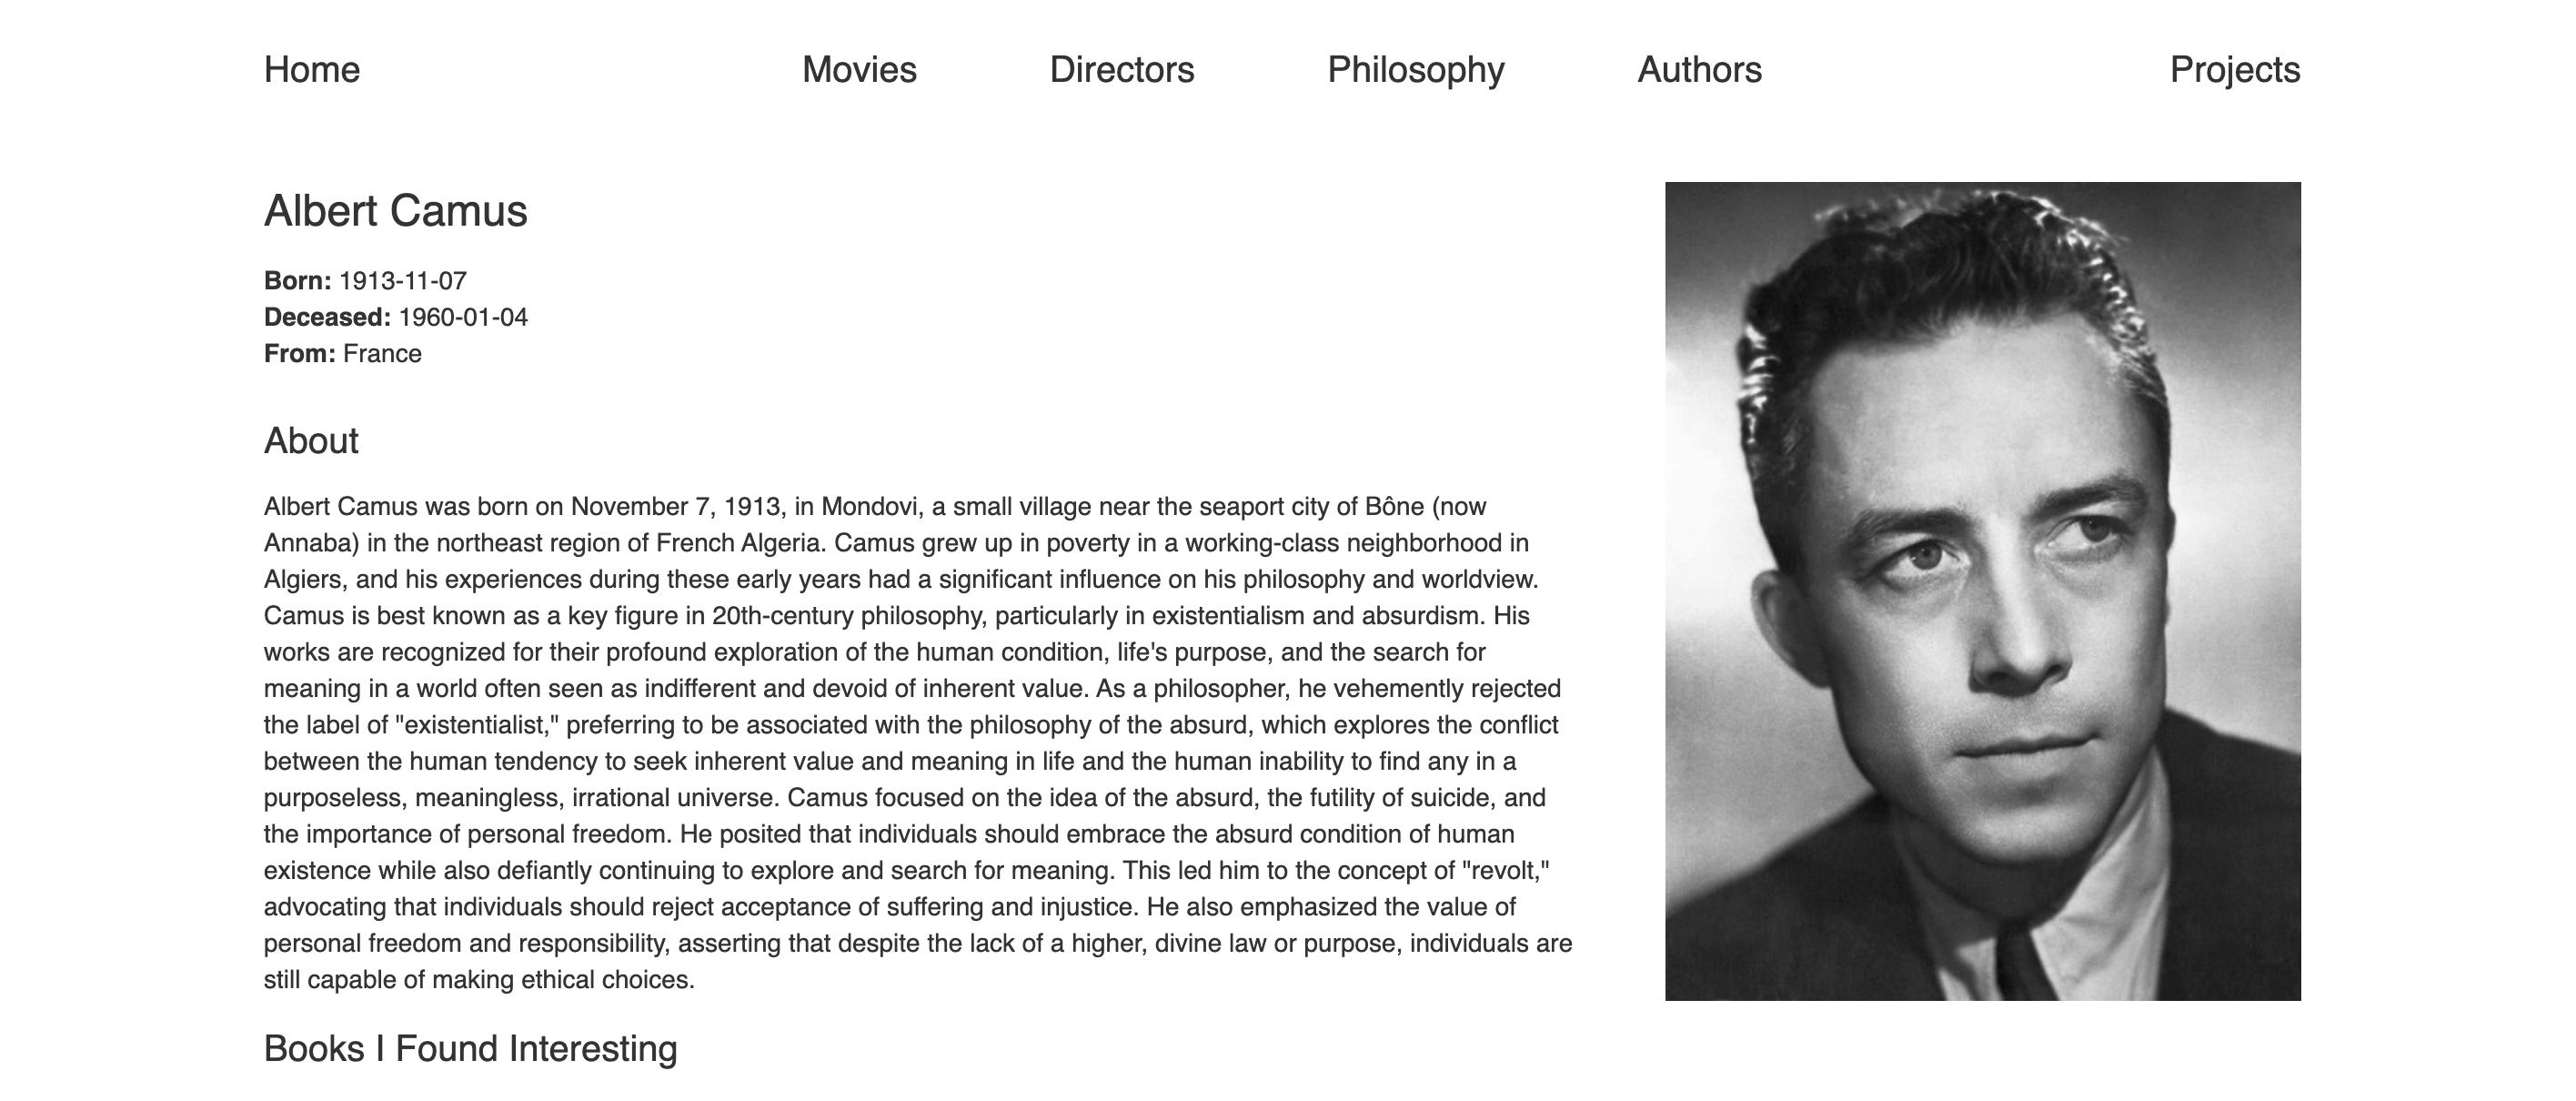 Home Movies Directors Philosophy Authors Projects
Albert Camus
Born: 1913-11-07
Deceased: 1960-01-04
From: France
About
Albert Camus was born on November 7, 1913, in Mondovi, a small village near the seaport city of Bône (now
Annaba) in the northeast region of French Algeria. Camus grew up in poverty in a working-class neighborhood in
Algiers, and his experiences during these early years had a significant influence on his philosophy and worldview.
Camus is best known as a key figure in 20th-century philosophy, particularly in existentialism and absurdism. His
works are recognized for their profound exploration of the human condition, life's purpose, and the search for
meaning in a world often seen as indifferent and devoid of inherent value. As a philosopher, he vehemently rejected
the label of "existentialist," preferring to be associated with the philosophy of the absurd, which explores the conflict
between the human tendency to seek inherent value and meaning in life and the human inability to find any in a
purposeless, meaningless, irrational universe. Camus focused on the idea of the absurd, the futility of suicide, and
the importance of personal freedom. He posited that individuals should embrace the absurd condition of human
existence while also defiantly continuing to explore and search for meaning. This led him to the concept of "revolt,"
advocating that individuals should reject acceptance of suffering and injustice. He also emphasized the value of
personal freedom and responsibility, asserting that despite the lack of a higher, divine law or purpose, individuals are
still capable of making ethical choices.
Books I Found Interesting